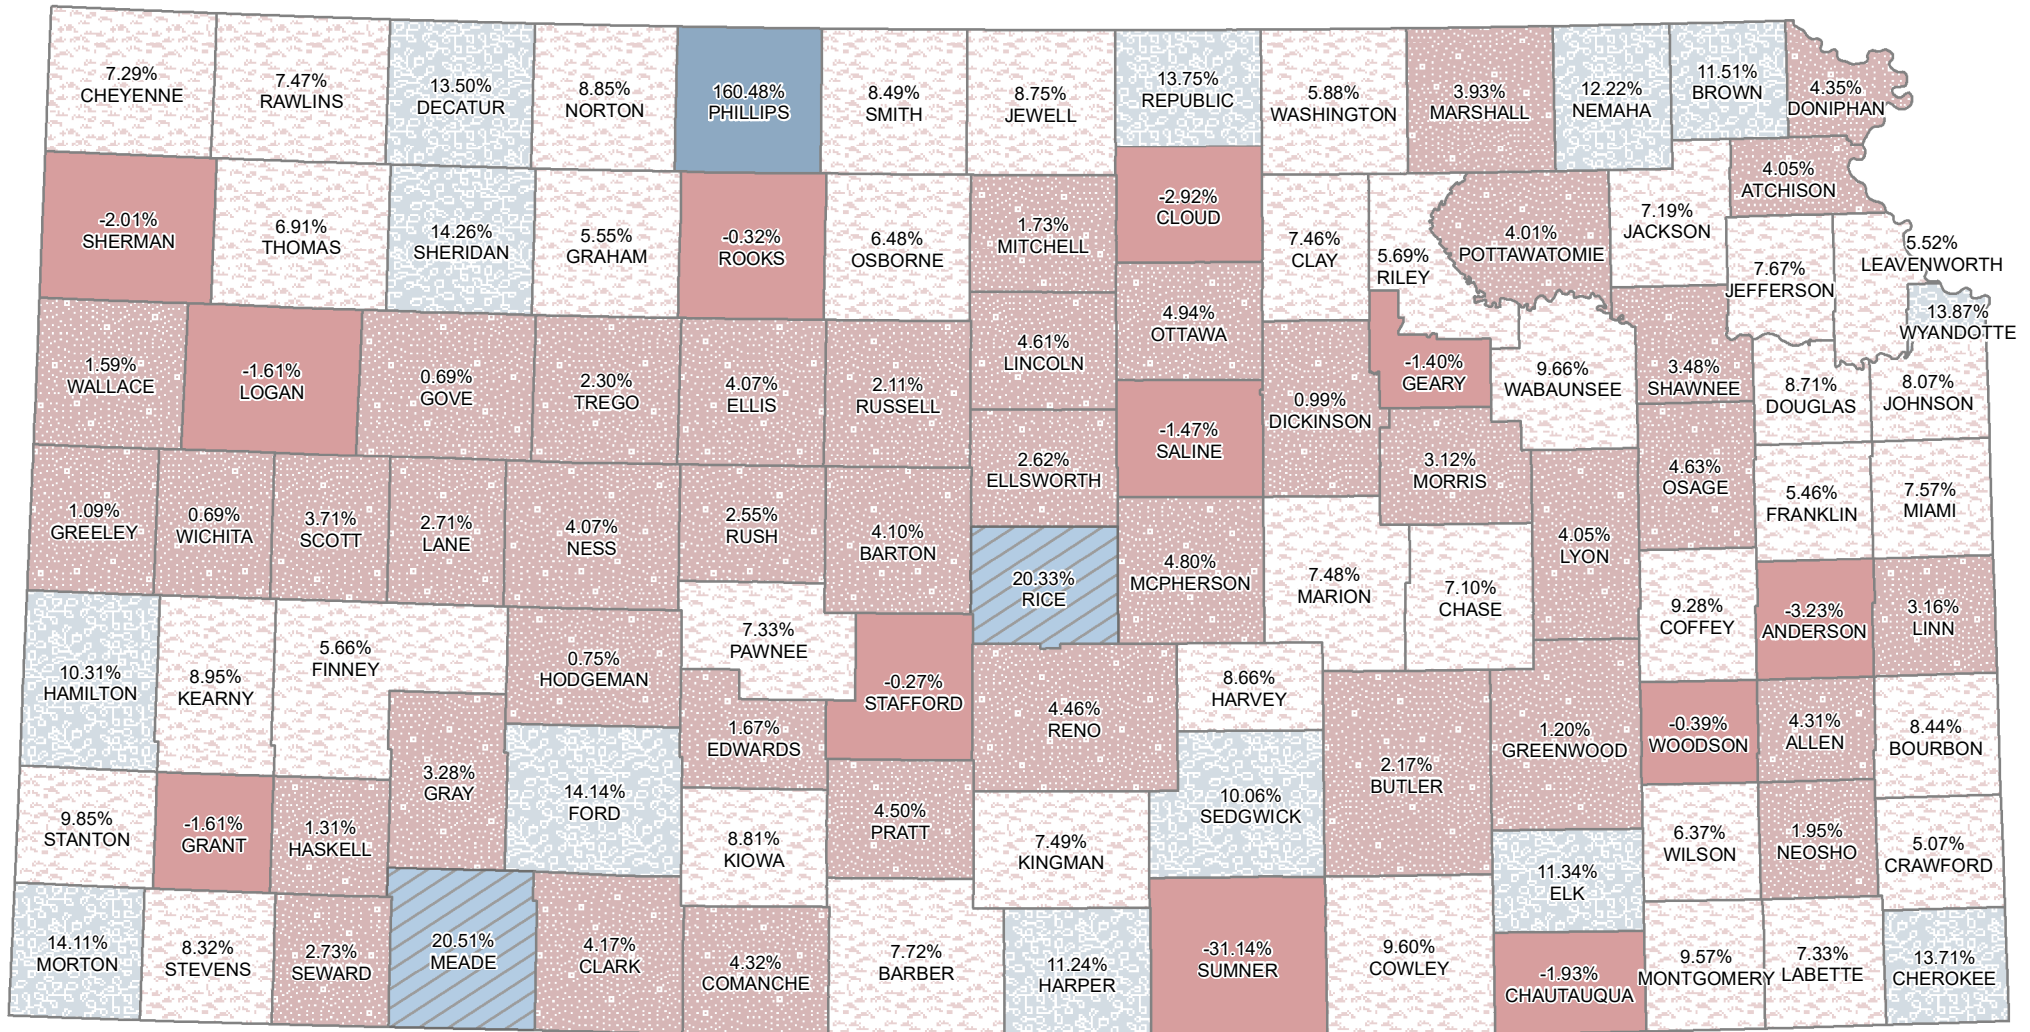 7.29%
CHEYENNE
7.47%
RAWLINS
13.50%
DECATUR
8.85%
NORTON
160.48%
PHILLIPS
8.49%
SMITH
8.75%
JEWELL
13.75%
REPUBLIC
5.88%
WASHINGTON
3.93%
MARSHALL
12.22%
NEMAHA
11.51%
BROWN
4.35%
DONIPHAN
-2.01%
SHERMAN
6.91%
THOMAS
14.26%
SHERIDAN
5.55%
GRAHAM
-0.32%
ROOKS
6.48%
OSBORNE
1.73%
MITCHELL
-2.92%
CLOUD
7.46%
CLAY
5.69%
RILEY
4.01%
POTTAWATOMIE
7.19%
JACKSON
4.05%
ATCHISON
7.67%
JEFFERSON
5.52%
LEAVENWORTH
13.87%
WYANDOTTE
1.59%
WALLACE
-1.61%
LOGAN
0.69%
GOVE
2.30%
TREGO
4.07%
ELLIS
2.11%
RUSSELL
4.61%
LINCOLN
4.94%
OTTAWA
0.99%
DICKINSON
-1.40%
GEARY
9.66%
WABAUNSEE
3.48%
SHAWNEE
8.71%
DOUGLAS
8.07%
JOHNSON
1.09%
GREELEY
0.69%
WICHITA
3.71%
SCOTT
2.71%
LANE
4.07%
NESS
2.55%
RUSH
4.10%
BARTON
2.62%
ELLSWORTH
-1.47%
SALINE
3.12%
MORRIS
4.63%
OSAGE
5.46%
FRANKLIN
7.57%
MIAMI
20.33%
RICE
4.80%
MCPHERSON
7.48%
MARION
7.10%
CHASE
4.05%
LYON
9.28%
COFFEY
-3.23%
ANDERSON
3.16%
LINN
10.31%
HAMILTON
8.95%
KEARNY
5.66%
FINNEY
0.75%
HODGEMAN
7.33%
PAWNEE
-0.27%
STAFFORD
4.46%
RENO
8.66%
HARVEY
2.17%
BUTLER
1.20%
GREENWOOD
-0.39%
WOODSON
4.31%
ALLEN
8.44%
BOURBON
3.28%
GRAY
14.14%
FORD
1.67%
EDWARDS
4.50%
PRATT
10.06%
SEDGWICK
9.85%
STANTON
-1.61%
GRANT
1.31%
HASKELL
8.81%
KIOWA
7.49%
KINGMAN
11.34%
ELK
6.37%
WILSON
1.95%
NEOSHO
5.07%
CRAWFORD
14.11%
MORTON
8.32%
STEVENS
2.73%
SEWARD
20.51%
MEADE
4.17%
CLARK
4.32%
COMANCHE
7.72%
BARBER
11.24%
HARPER
-31.14%
SUMNER
9.60%
COWLEY
-1.93%
CHAUTAUQUA
9.57%
MONTGOMERY
7.33%
LABETTE
13.71%
CHEROKEE